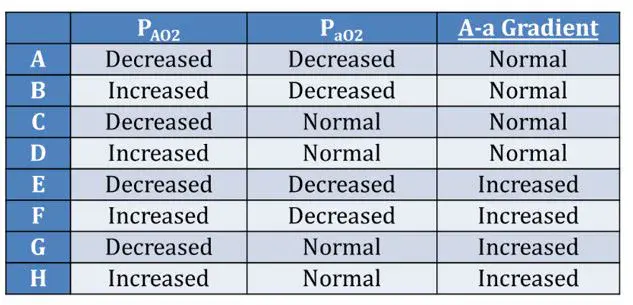 PAO2 PaO2 A-a Gradient
A Decreased Decreased Normal
B Increased Decreased Normal
C Decreased Normal Normal
D Increased Normal Normal
E Decreased Decreased Increased
F Increased Decreased Increased
G Decreased Normal Increased
H Increased Normal Increased